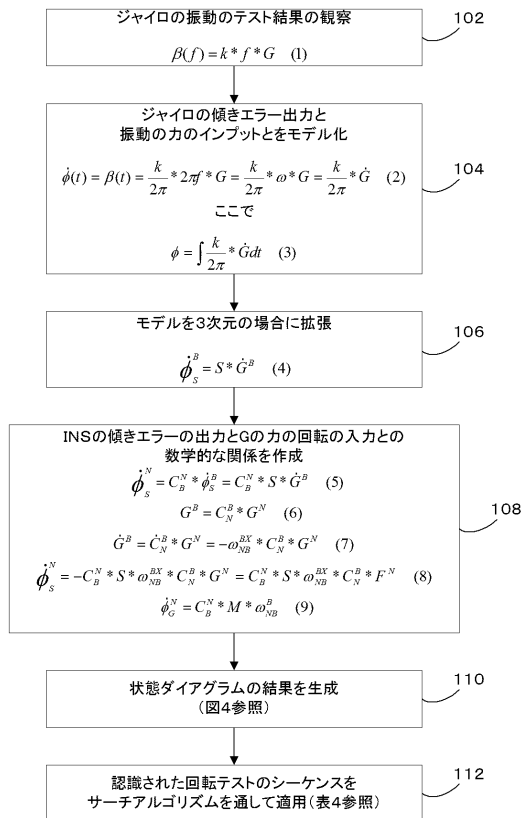 ジャイロの振動のテスト結果の観察
β(f) = k * f * G (1)
102
ジャイロの傾きエラー出力と
振動の力のインプットとをモデル化
φ̇(t) = β(t) = k/2π * 2πf * G = k/2π * ω * G = k/2π * Ġ (2)
ここで
φ = ∫ k/2π * Ġdt (3)
104
モデルを3次元の場合に拡張
φ̇_S^B = S * Ġ^B (4)
106
INSの傾きエラーの出力とGの力の回転の入力との
数学的な関係を作成
φ̇_S^N = C_B^N * φ̇_S^B = C_B^N * S * Ġ^B (5)
G^B = C_N^B * G^N (6)
Ġ^B = Ċ_N^B * G^N = −ω_NB^BX * C_N^B * G^N (7)
φ̇_S^N = −C_B^N * S * ω_NB^BX * C_N^B * G^N = C_B^N * S * ω_NB^BX * C_N^B * F^N (8)
φ̇_G^N = C_B^N * M * ω_NB^B (9)
108
状態ダイアグラムの結果を生成
(図4参照)
110
認識された回転テストのシーケンスを
サーチアルゴリズムを通して適用(表4参照)
112